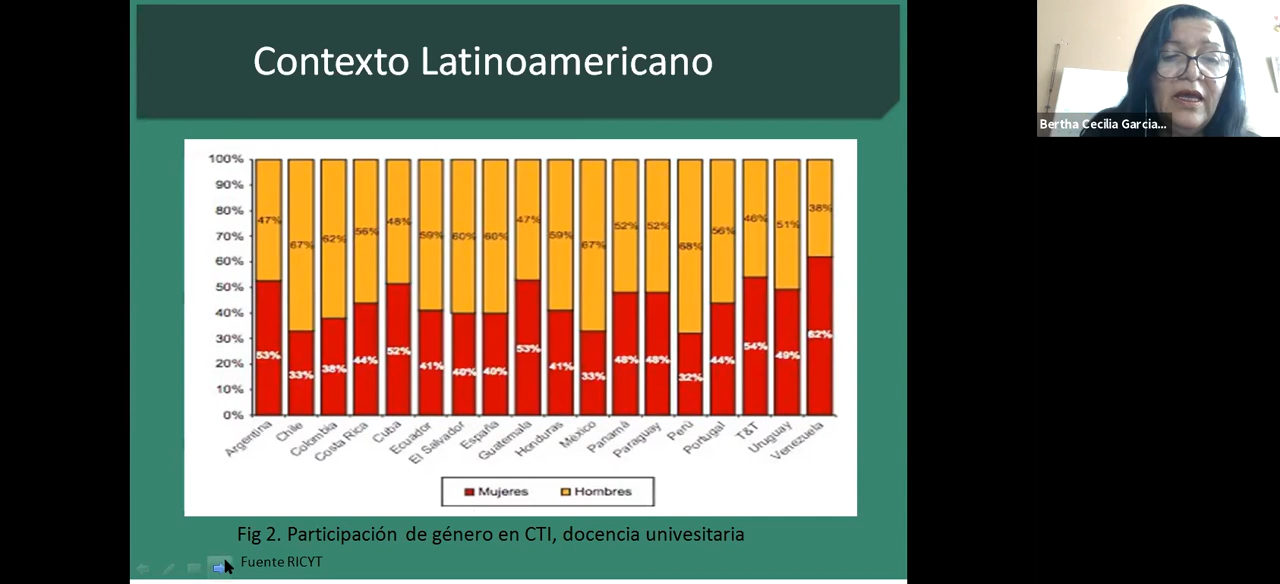 Contexto Latinoamericano
Bertha Cecilia Garcia...
100%
90%
80%
70%
60%
50%
40%
30%
20%
10%
0%
47% 67% 62% 56% 48% 59% 60% 60% 47% 59% 67% 52% 52% 68% 56% 46% 51% 38%
53% 33% 38% 44% 52% 41% 40% 40% 53% 41% 33% 48% 48% 32% 44% 54% 49% 62%
Argentina Chile Colombia Costa Rica Cuba Ecuador El Salvador España Guatemala Honduras México Panamá Paraguay Perú Portugal T&T Uruguay Venezuela
Mujeres Hombres
Fig 2. Participación de género en CTI, docencia univesitaria
Fuente RICYT